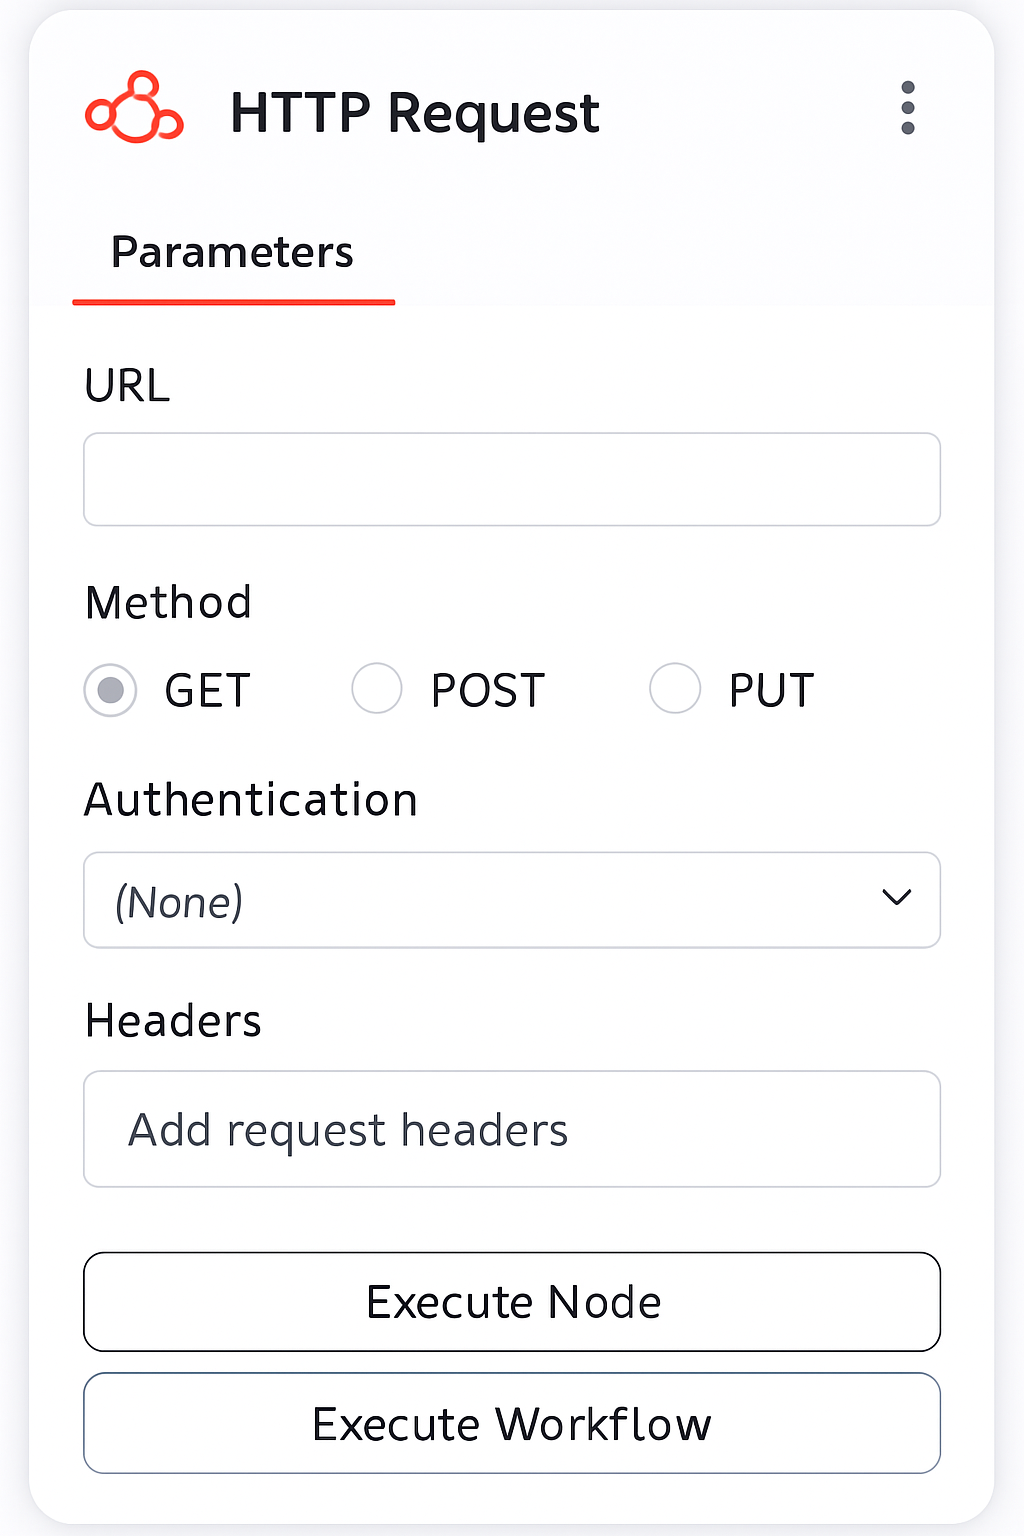 HTTP Request
Parameters
URL
Method
GET POST PUT
Authentication
(None)
Headers
Add request headers
Execute Node
Execute Workflow